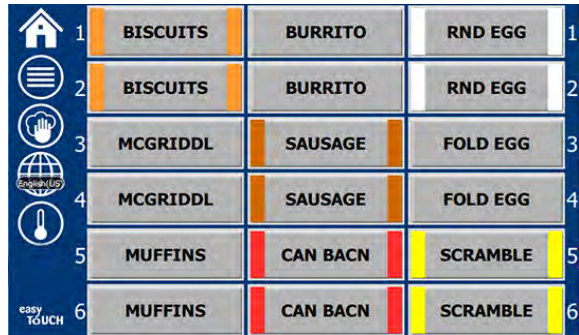 1 BISCUITS BURRITO RND EGG 1
2 BISCUITS BURRITO RND EGG 2
3 MCGRIDDL SAUSAGE FOLD EGG 3
English(US)
4 MCGRIDDL SAUSAGE FOLD EGG 4
5 MUFFINS CAN BACN SCRAMBLE 5
6 MUFFINS CAN BACN SCRAMBLE 6
easy
TOUCH